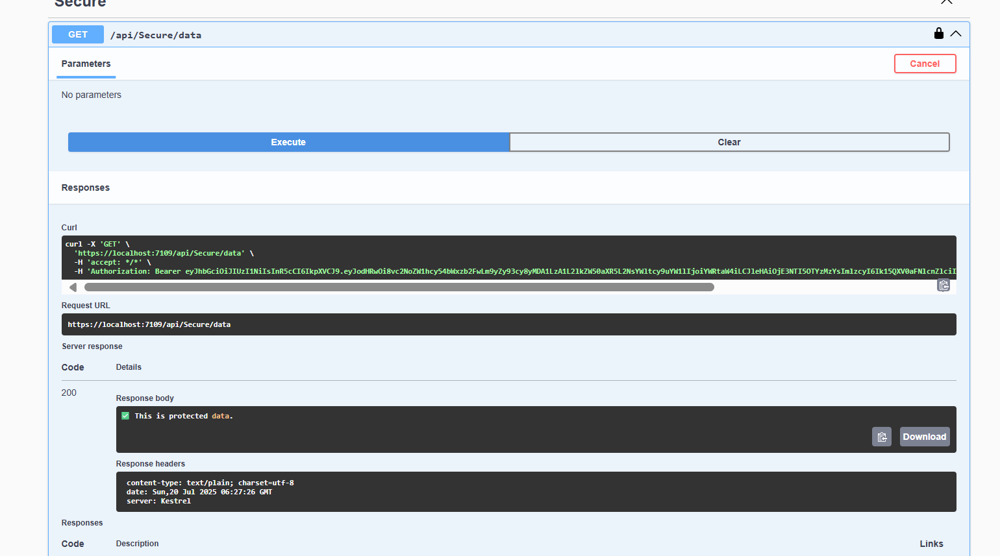 Secure
GET /api/Secure/data
Parameters
Cancel
No parameters
Execute
Clear
Responses
Curl
curl -X 'GET' \
'https://localhost:7109/api/Secure/data' \
-H 'accept: */*' \
-H 'Authorization: Bearer
Request URL
https://localhost:7109/api/Secure/data
Server response
Code Details
200
Response body
✅ This is protected data.
Download
Response headers
content-type: text/plain; charset=utf-8
date: Sun,20 Jul 2025 06:27:26 GMT
server: Kestrel
Responses
Code Description Links